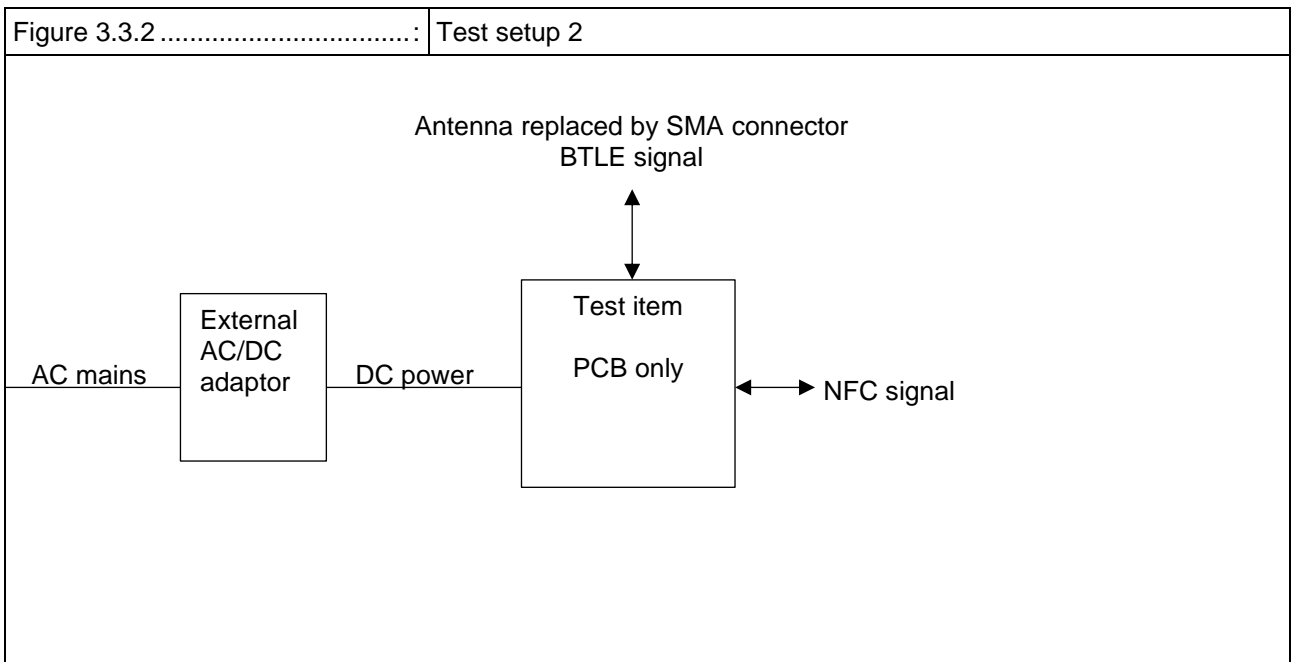 Figure 3.3.2 ..................................: Test setup 2
Antenna replaced by SMA connector
BTLE signal
Test item
PCB only
External
AC/DC
adaptor
AC mains
DC power
NFC signal